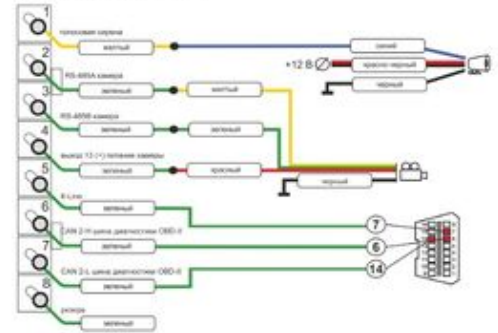 1
голосовая сирена
желтый
синий
+12 В
красно-черный
черный
2
RS-485A камера
зеленый
желтый
3
RS-485B камера
зеленый
зеленый
4
выход 12 (+) питание камеры
зеленый
красный
черный
5
K-Line
зеленый
7
6
CAN 2-H шина диагностики OBD-II
зеленый
6
7
CAN 2-L шина диагностики OBD-II
зеленый
14
8
резерв
зеленый